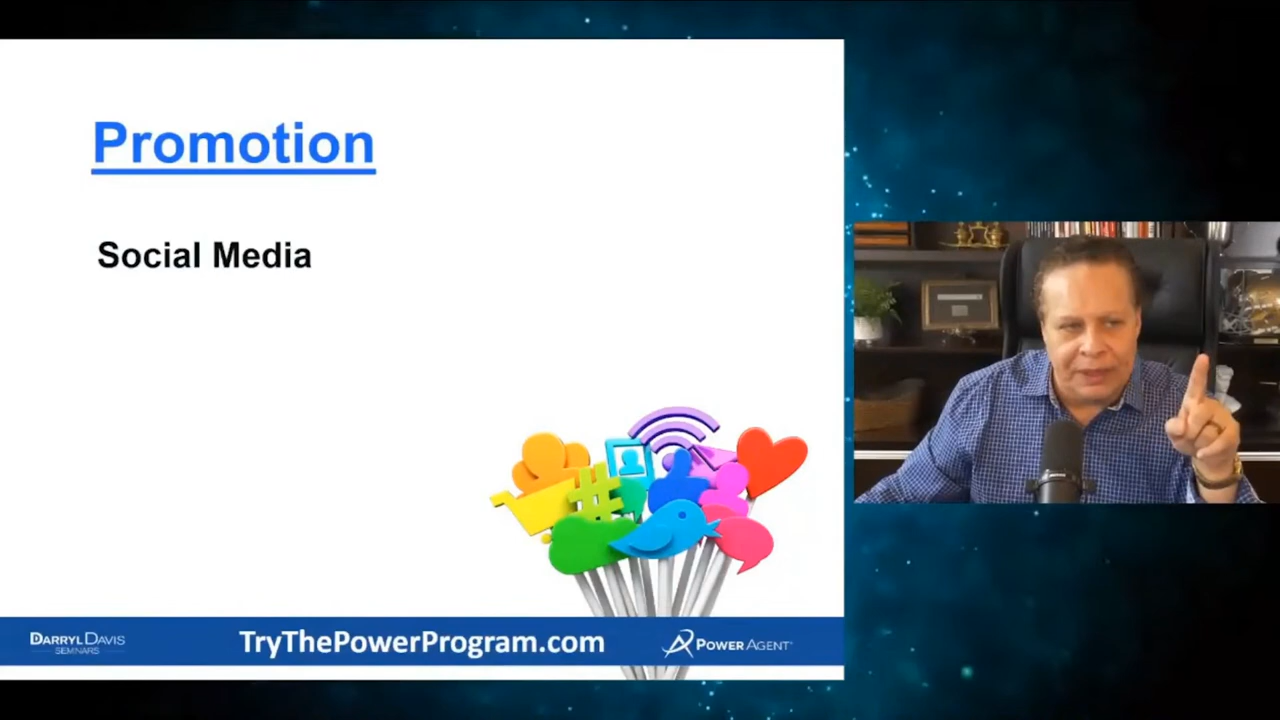 Promotion
Social Media
#
DARRYL DAVIS
SEMINARS
TryThePowerProgram.com
POWER AGENT